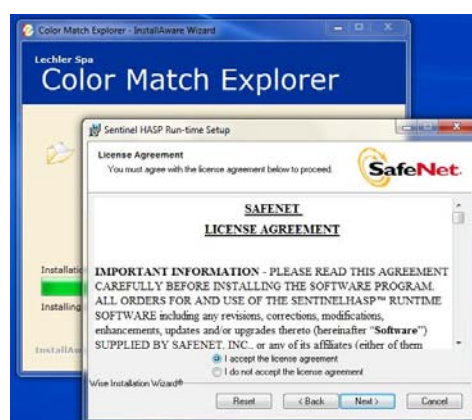 Color Match Explorer - InstallAware Wizard
Lechler Spa
Color Match Explorer
Sentinel HASP Run-time Setup
License Agreement
You must agree with the license agreement below to proceed.
SafeNet.
SAFENET
LICENSE AGREEMENT
IMPORTANT INFORMATION - PLEASE READ THIS AGREEMENT
CAREFULLY BEFORE INSTALLING THE SOFTWARE PROGRAM.
ALL ORDERS FOR AND USE OF THE SENTINELHASP™ RUNTIME
SOFTWARE including any revisions, corrections, modifications,
enhancements, updates and/or upgrades thereto (hereinafter "Software")
SUPPLIED BY SAFENET, INC., or any of its affiliates (either of them
I accept the license agreement
I do not accept the license agreement
Wise Installation Wizard®
Reset
< Back
Next >
Cancel
Installatio
Installing
InstallAw